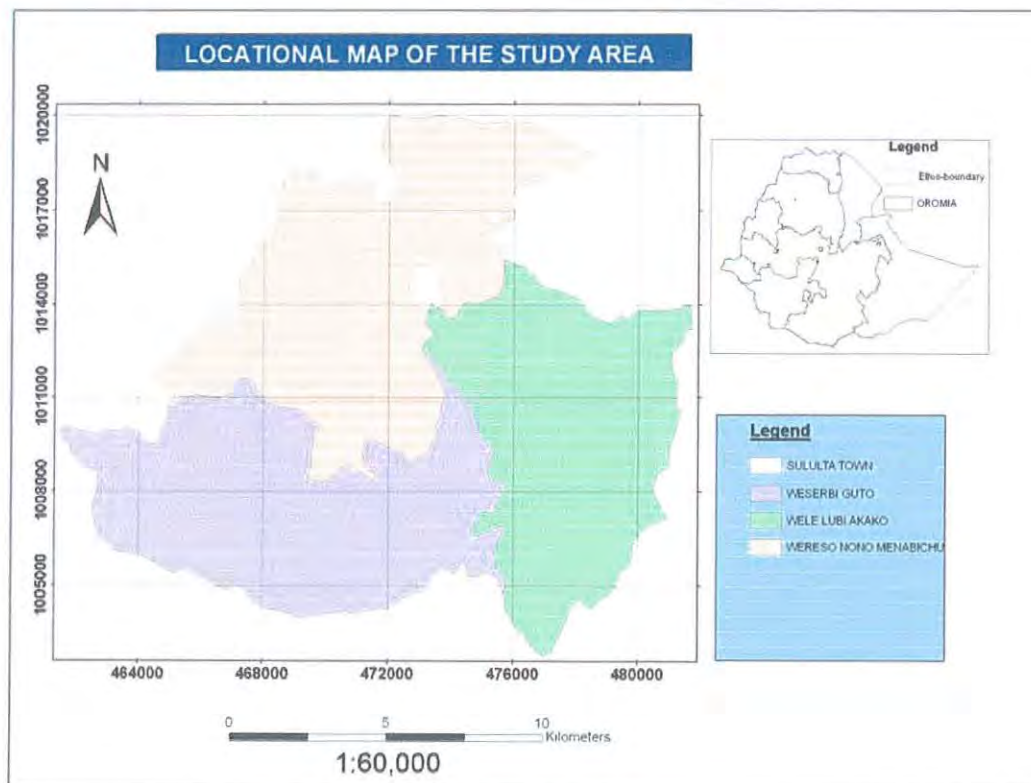 LOCATIONAL MAP OF THE STUDY AREA
N
1020000
1017000
1014000
1011000
1008000
1005000
464000
468000
472000
476000
480000
0 5 10
Kilometers
1:60,000
Legend
Ethio-boundary
OROMIA
Legend
SULULTA TOWN
WESERBI GUTO
WELE LUBI AKAKO
WERESO NONO MENABICHU